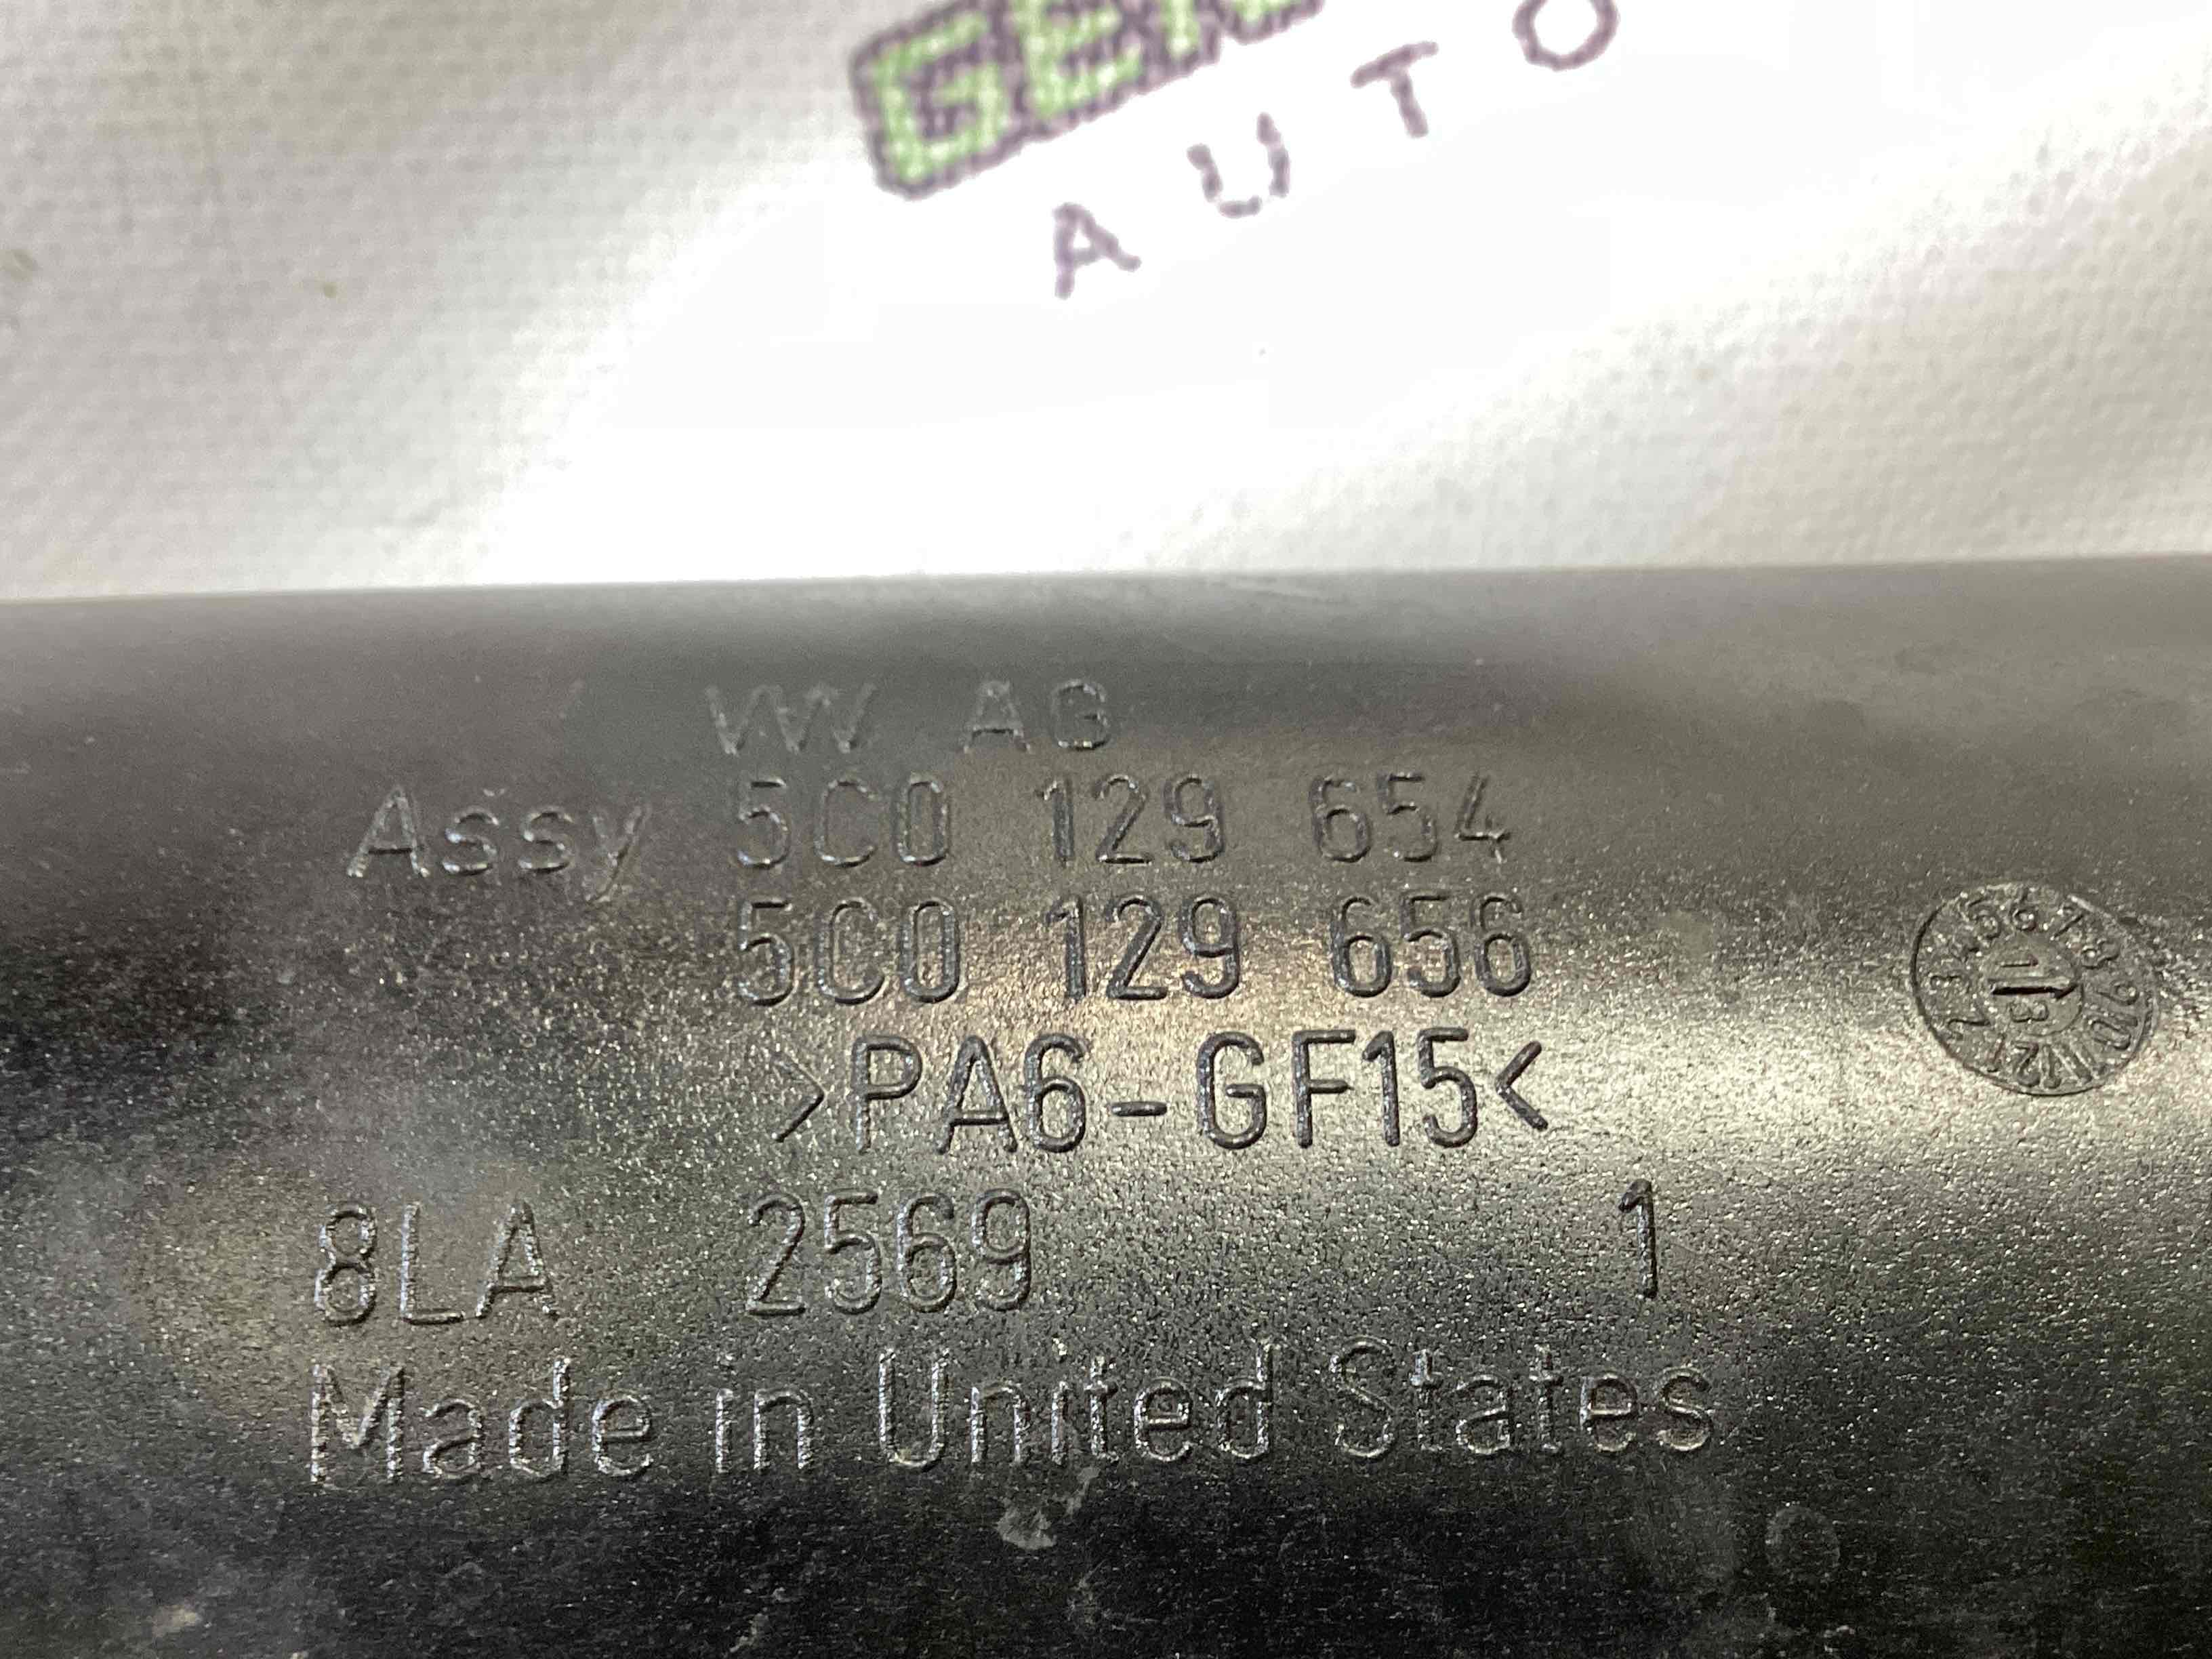 AUTO
VW AG
Assy 5C0 129 654
5C0 129 656
>PA6-GF15<
8LA 2569 1
Made in United States